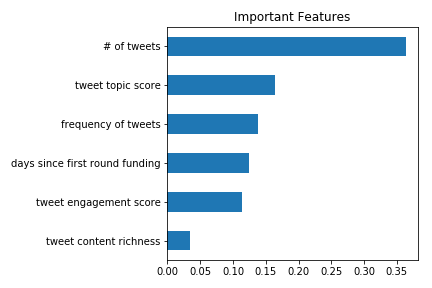 Important Features
# of tweets
tweet topic score
frequency of tweets
days since first round funding
tweet engagement score
tweet content richness
0.00 0.05 0.10 0.15 0.20 0.25 0.30 0.35